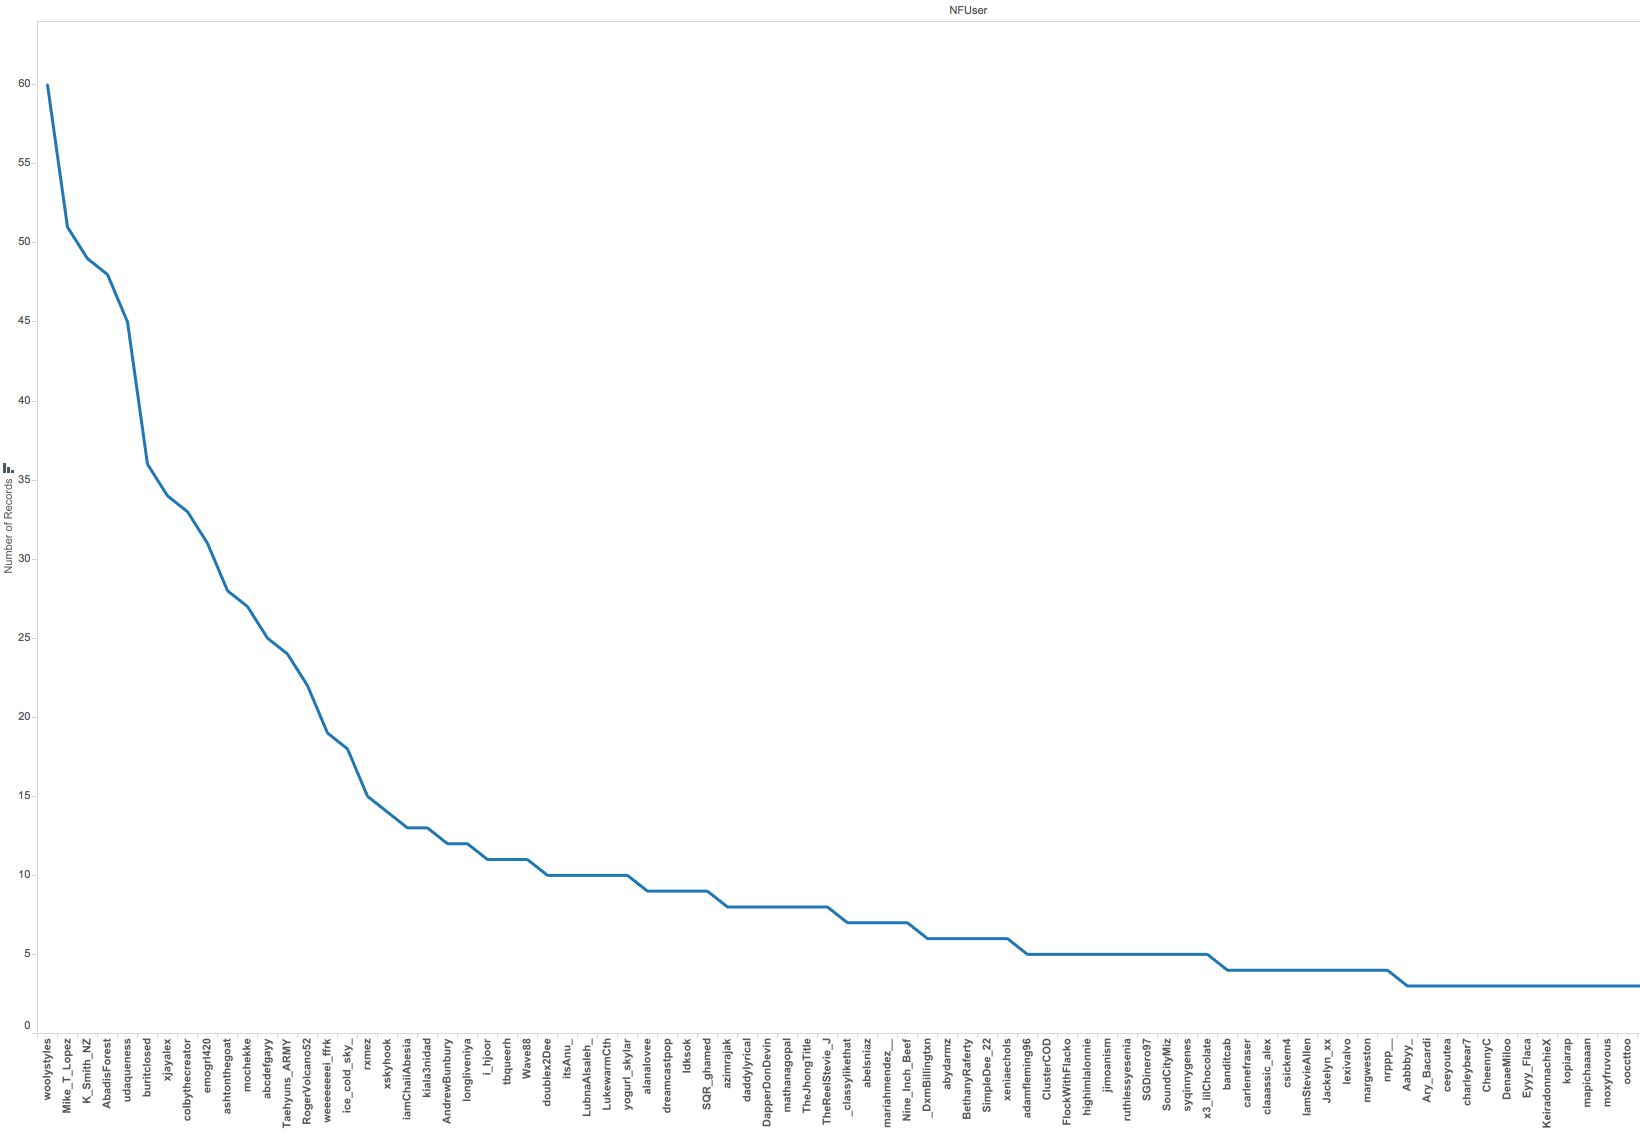 NFUser
60
55
50
45
40
35
30
25
20
15
10
5
0
Number of Records
woolystyles
Mike_T_Lopez
K_Smith_NZ
AbadisForest
udaqueness
buritclosed
xjayalex
colbythecreator
emogrl420
ashtonthegoat
mochekke
abcdefgayy
Taehyuns_ARMY
RogerVolcano52
weeeeeeeei_ffrk
ice_cold_sky_
rxmez
xskyhook
iamChaiiAbesia
kiala3nidad
AndrewBunbury
longliveniya
i_hjoor
tbqueerh
Wave88
doublex2Dee
itsAnu_
LubnaAlsaleh_
LukewarmCth
yogurl_skylar
alanalovee
dreamcastpop
ldksok
SQR_ghamed
azimrajak
daddylyrical
DapperDonDevin
mathanagopal
TheJhongTitle
TheReelStevie_J
_classylikethat
abelsniaz
mariahmendez__
Nine_Inch_Beef
_DxmBillingtxn
abydarmz
BethanyRaferty
SimpleDee_22
xeniaechols
adamfleming96
ClusterCOD
FlockWithFlacko
highimlalonnie
jimoanism
ruthlessyesenia
SGDinero97
SoundCityMiz
syqinnygenes
x3_lilChocolate
banditcab
carlenefraser
claaassic_alex
csickem4
IamStevieAllen
Jackelyn_xx
lexivalvo
margweston
nrppp__
Aabbbyy_
Ary_Bacardi
ceeyoutea
charleybear7
CheennyC
DenaeMiloo
Eyyy_Flaca
KeiradonnachieX
kopiarap
mapichaaaan
moxyfruvous
ooccttoo